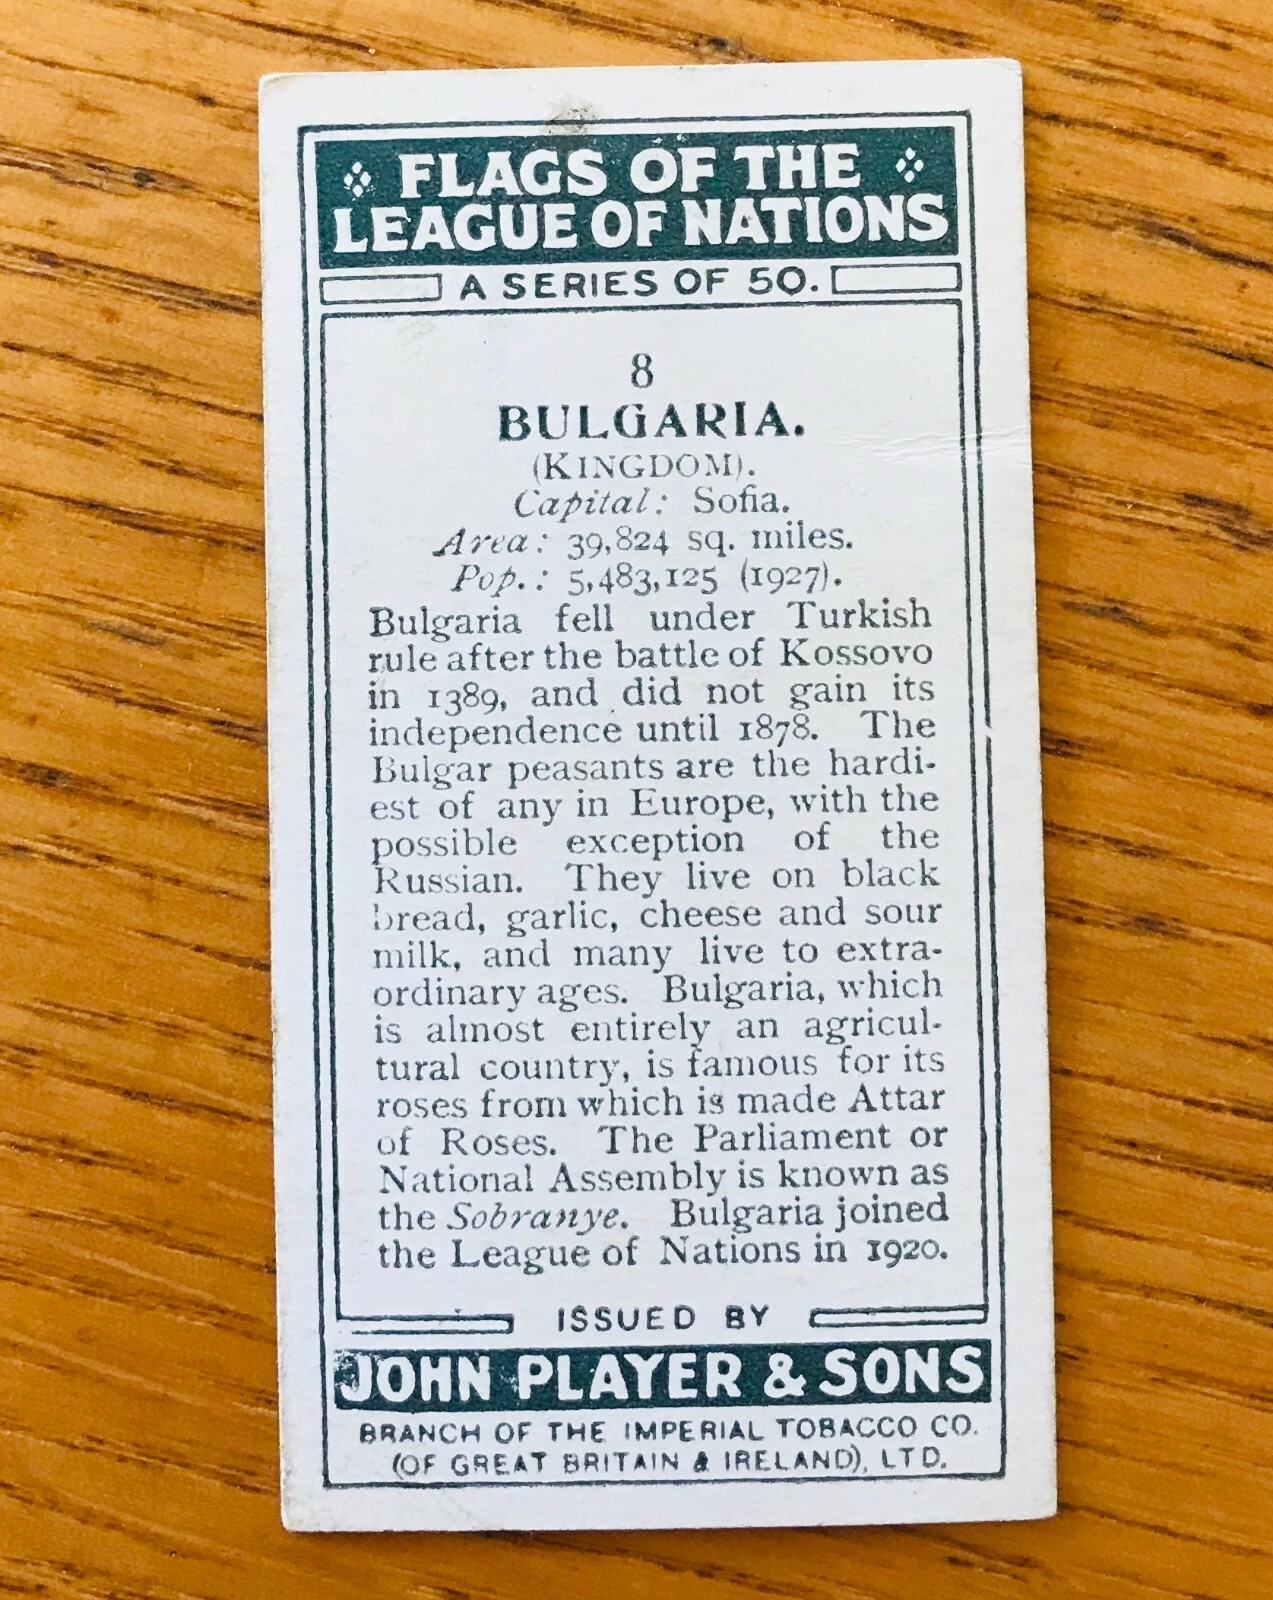 FLAGS OF THE
LEAGUE OF NATIONS
A SERIES OF 50.
8
BULGARIA.
(KINGDOM).
Capital: Sofia.
Area: 39,824 sq. miles.
Pop.: 5,483,125 (1927).
Bulgaria fell under Turkish
rule after the battle of Kossovo
in 1389, and did not gain its
independence until 1878. The
Bulgar peasants are the hardi-
est of any in Europe, with the
possible exception of the
Russian. They live on black
bread, garlic, cheese and sour
milk, and many live to extra-
ordinary ages. Bulgaria, which
is almost entirely an agricul-
tural country, is famous for its
roses from which is made Attar
of Roses. The Parliament or
National Assembly is known as
the Sobranye. Bulgaria joined
the League of Nations in 1920.
ISSUED BY
JOHN PLAYER & SONS
BRANCH OF THE IMPERIAL TOBACCO CO.
(OF GREAT BRITAIN & IRELAND), LTD.